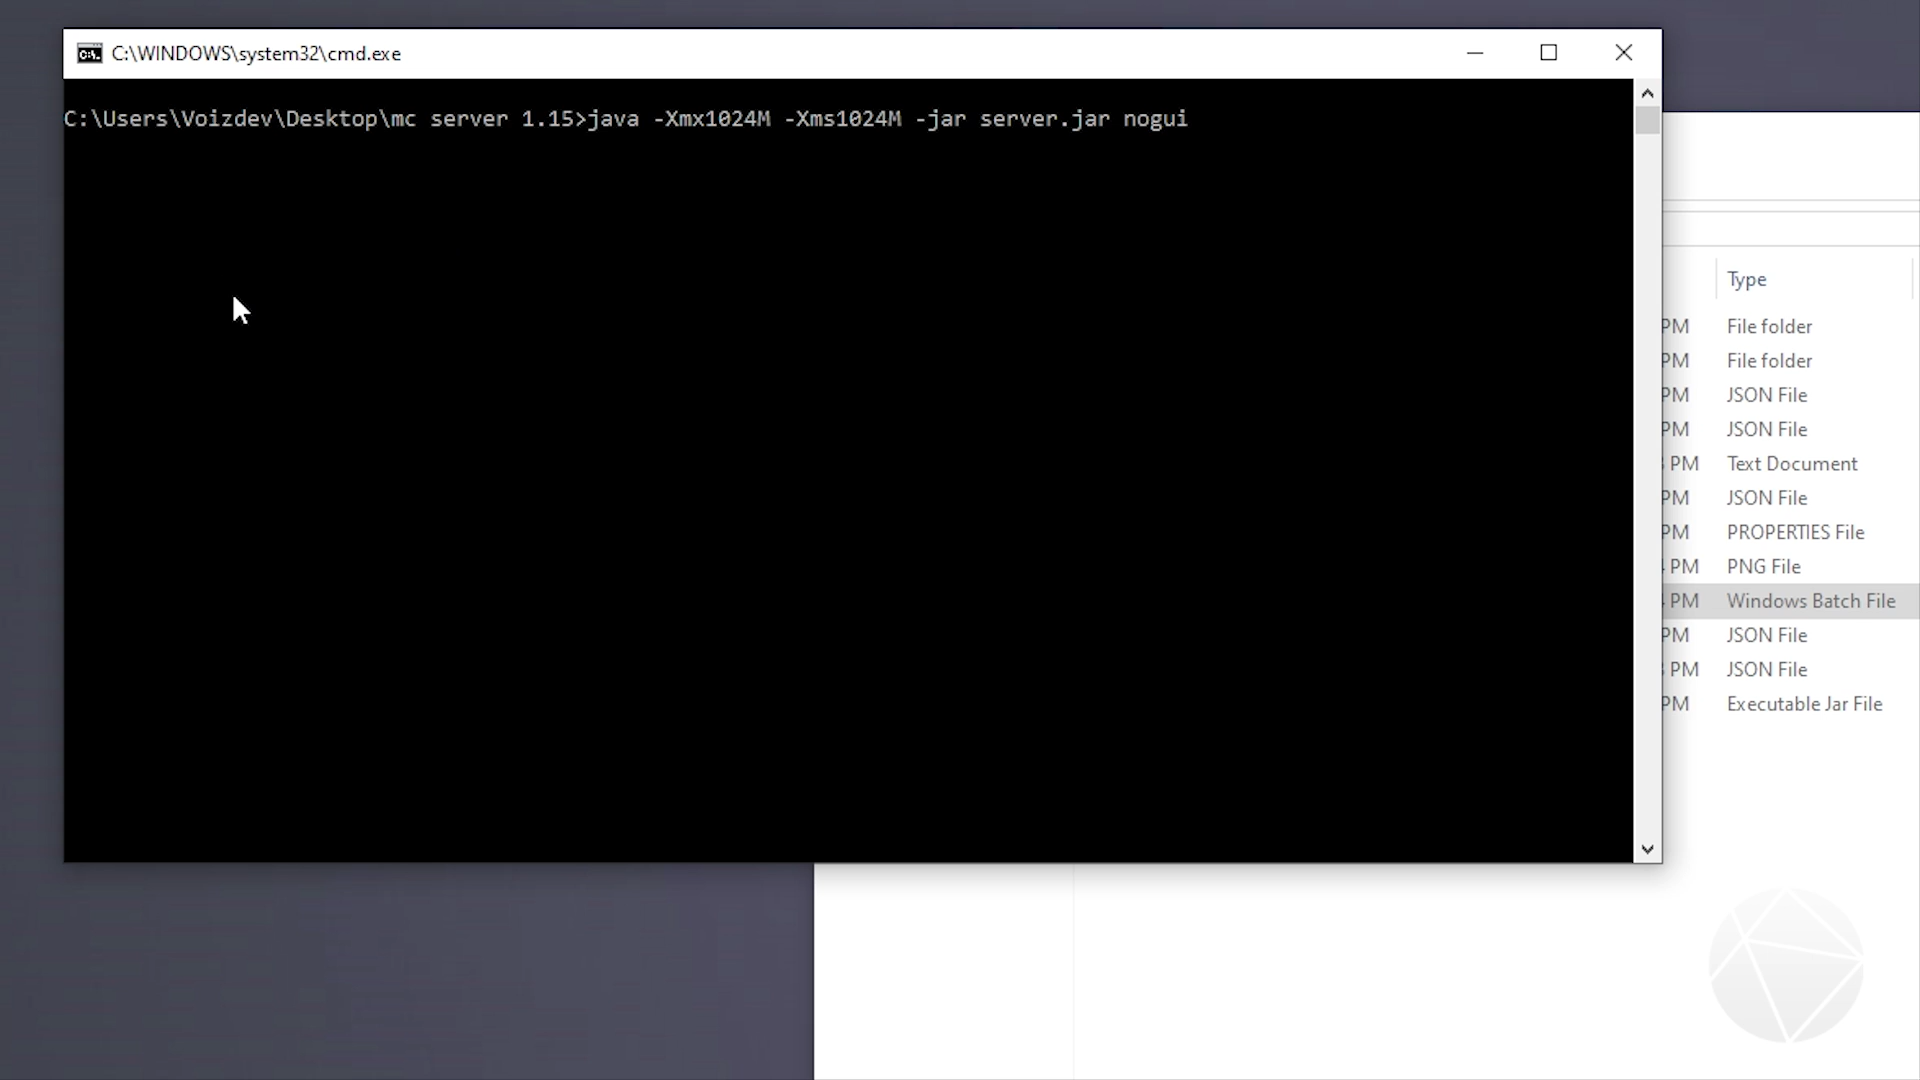 C:\WINDOWS\system32\cmd.exe
C:\Users\Voizdev\Desktop\mc server 1.15>java -Xmx1024M -Xms1024M -jar server.jar nogui
Type
PM File folder
PM File folder
PM JSON File
PM JSON File
PM Text Document
PM JSON File
PM PROPERTIES File
PM PNG File
PM Windows Batch File
PM JSON File
PM JSON File
PM Executable Jar File